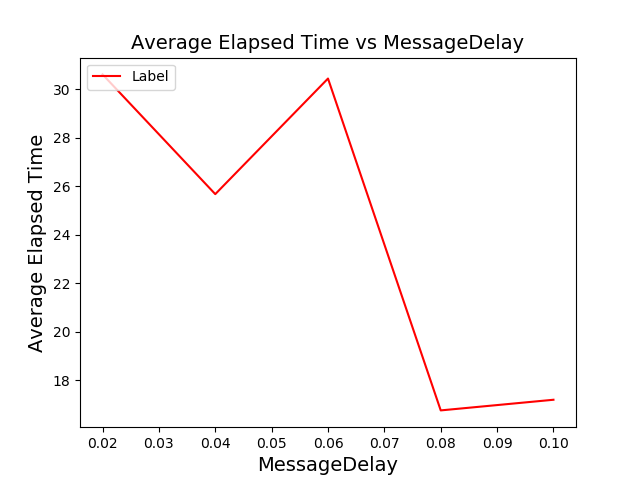 Average Elapsed Time vs MessageDelay
Label
30
28
26
24
22
20
18
Average Elapsed Time
0.02 0.03 0.04 0.05 0.06 0.07 0.08 0.09 0.10
MessageDelay